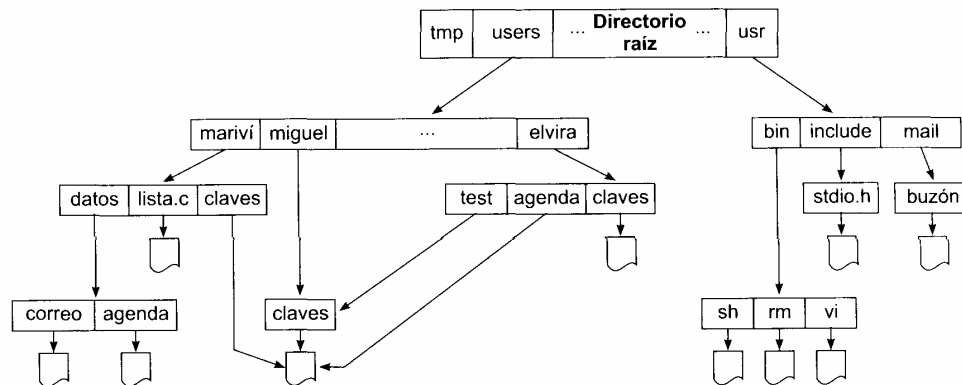 tmp users ... Directorio raíz ... usr
mariví miguel ... elvira
bin include mail
datos lista.c claves
test agenda claves
stdio.h
buzón
correo agenda
claves
sh rm vi